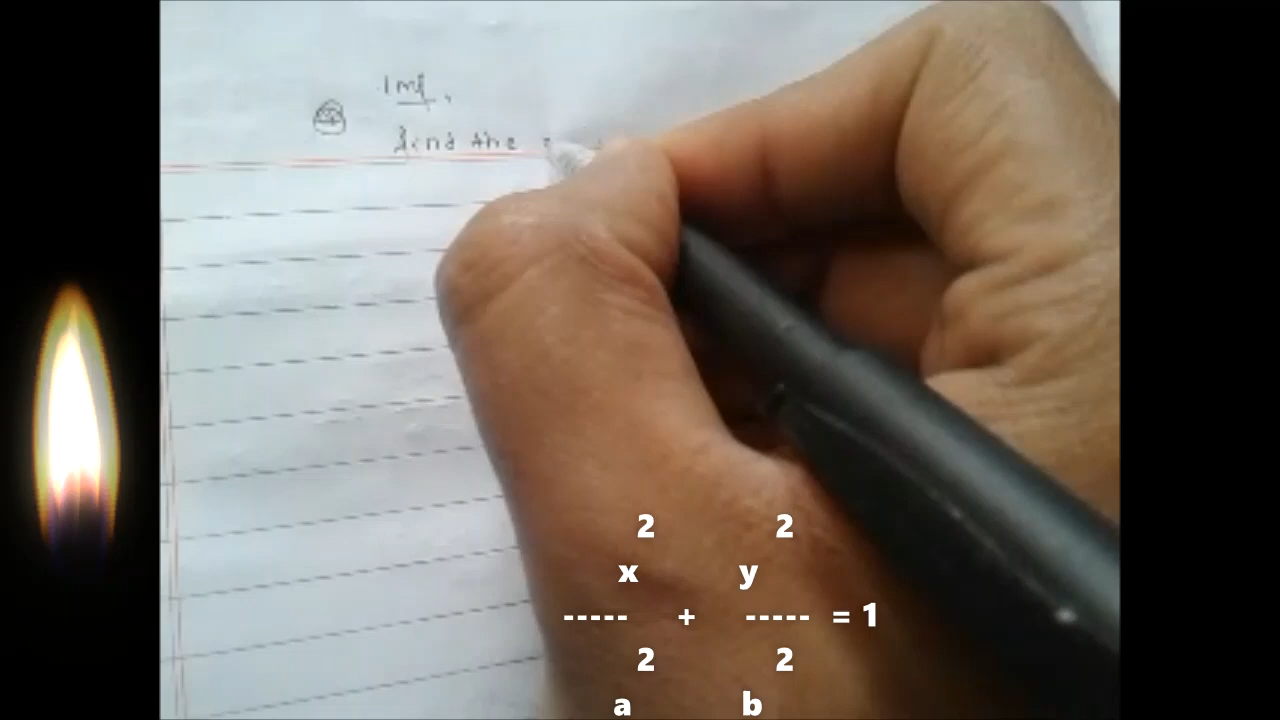 Imp.
find the
2 2
x y
----- + ----- = 1
2 2
a b